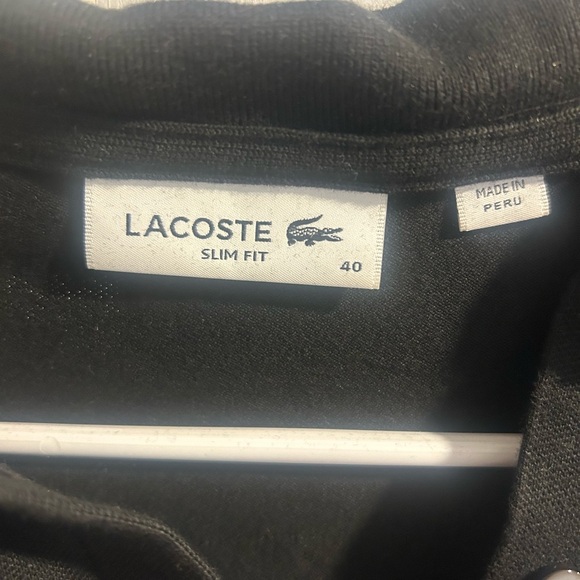 LACOSTE
SLIM FIT
40
MADE IN
PERU